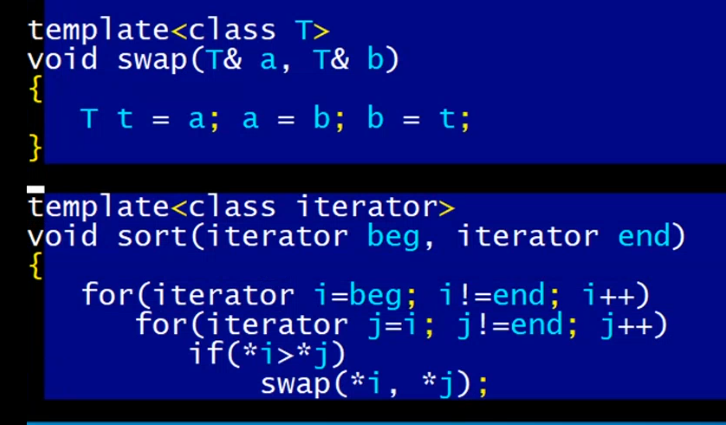 template<class T>
void swap(T& a, T& b)
{
   T t = a; a = b; b = t;
}
template<class iterator>
void sort(iterator beg, iterator end)
{
   for(iterator i=beg; i!=end; i++)
      for(iterator j=i; j!=end; j++)
         if(*i>*j)
             swap(*i, *j);